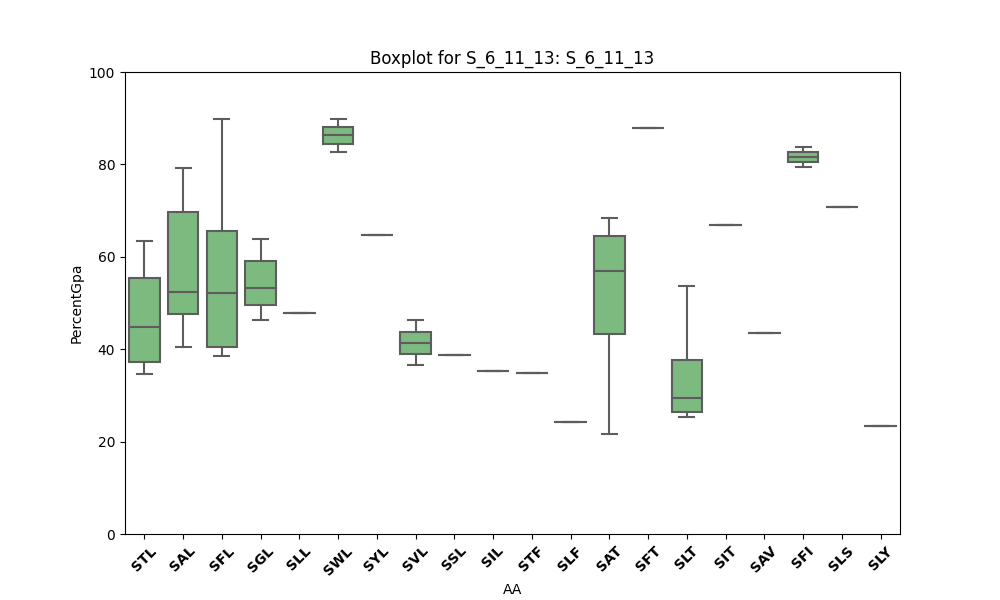 Boxplot for S_6_11_13: S_6_11_13
100
80
60
40
20
0
PercentGpa
STL SAL SFL SGL SLL SWL SYL SVL SSL SIL STF SLF SAT SFT SLT SIT SAV SFI SLS SLY
AA